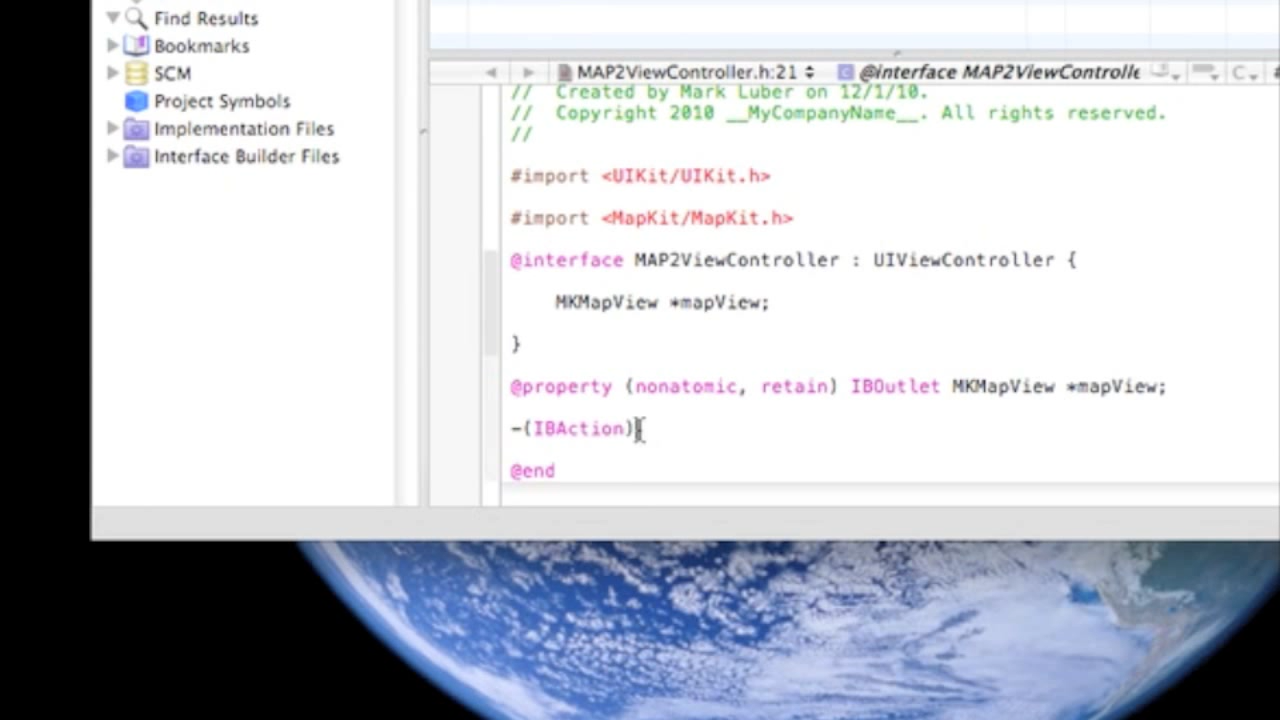 Find Results
Bookmarks
SCM
Project Symbols
Implementation Files
Interface Builder Files
MAP2ViewController.h:21
@interface MAP2ViewControlle
C
#
// Created by Mark Luber on 12/1/10.
// Copyright 2010 __MyCompanyName__. All rights reserved.
//
#import <UIKit/UIKit.h>
#import <MapKit/MapKit.h>
@interface MAP2ViewController : UIViewController {
MKMapView *mapView;
}
@property (nonatomic, retain) IBOutlet MKMapView *mapView;
-(IBAction)
@end